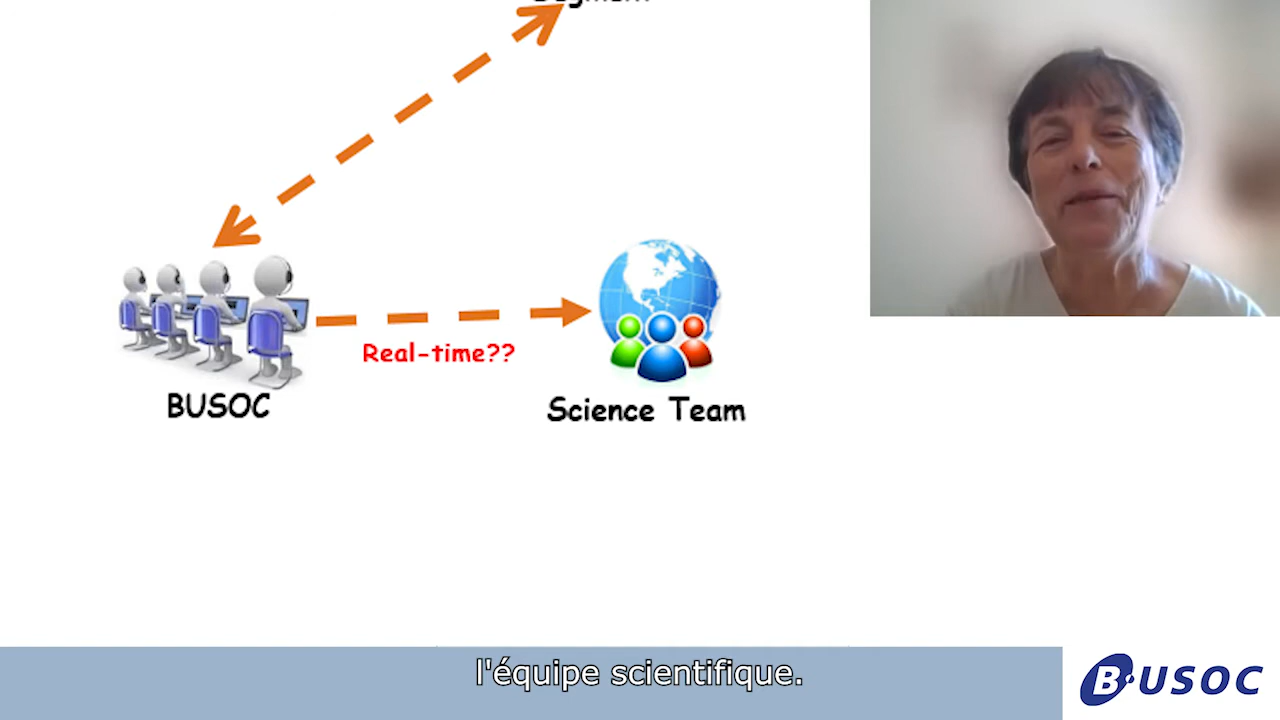 Real-time??
BUSOC
Science Team
l'équipe scientifique.
BUSOC